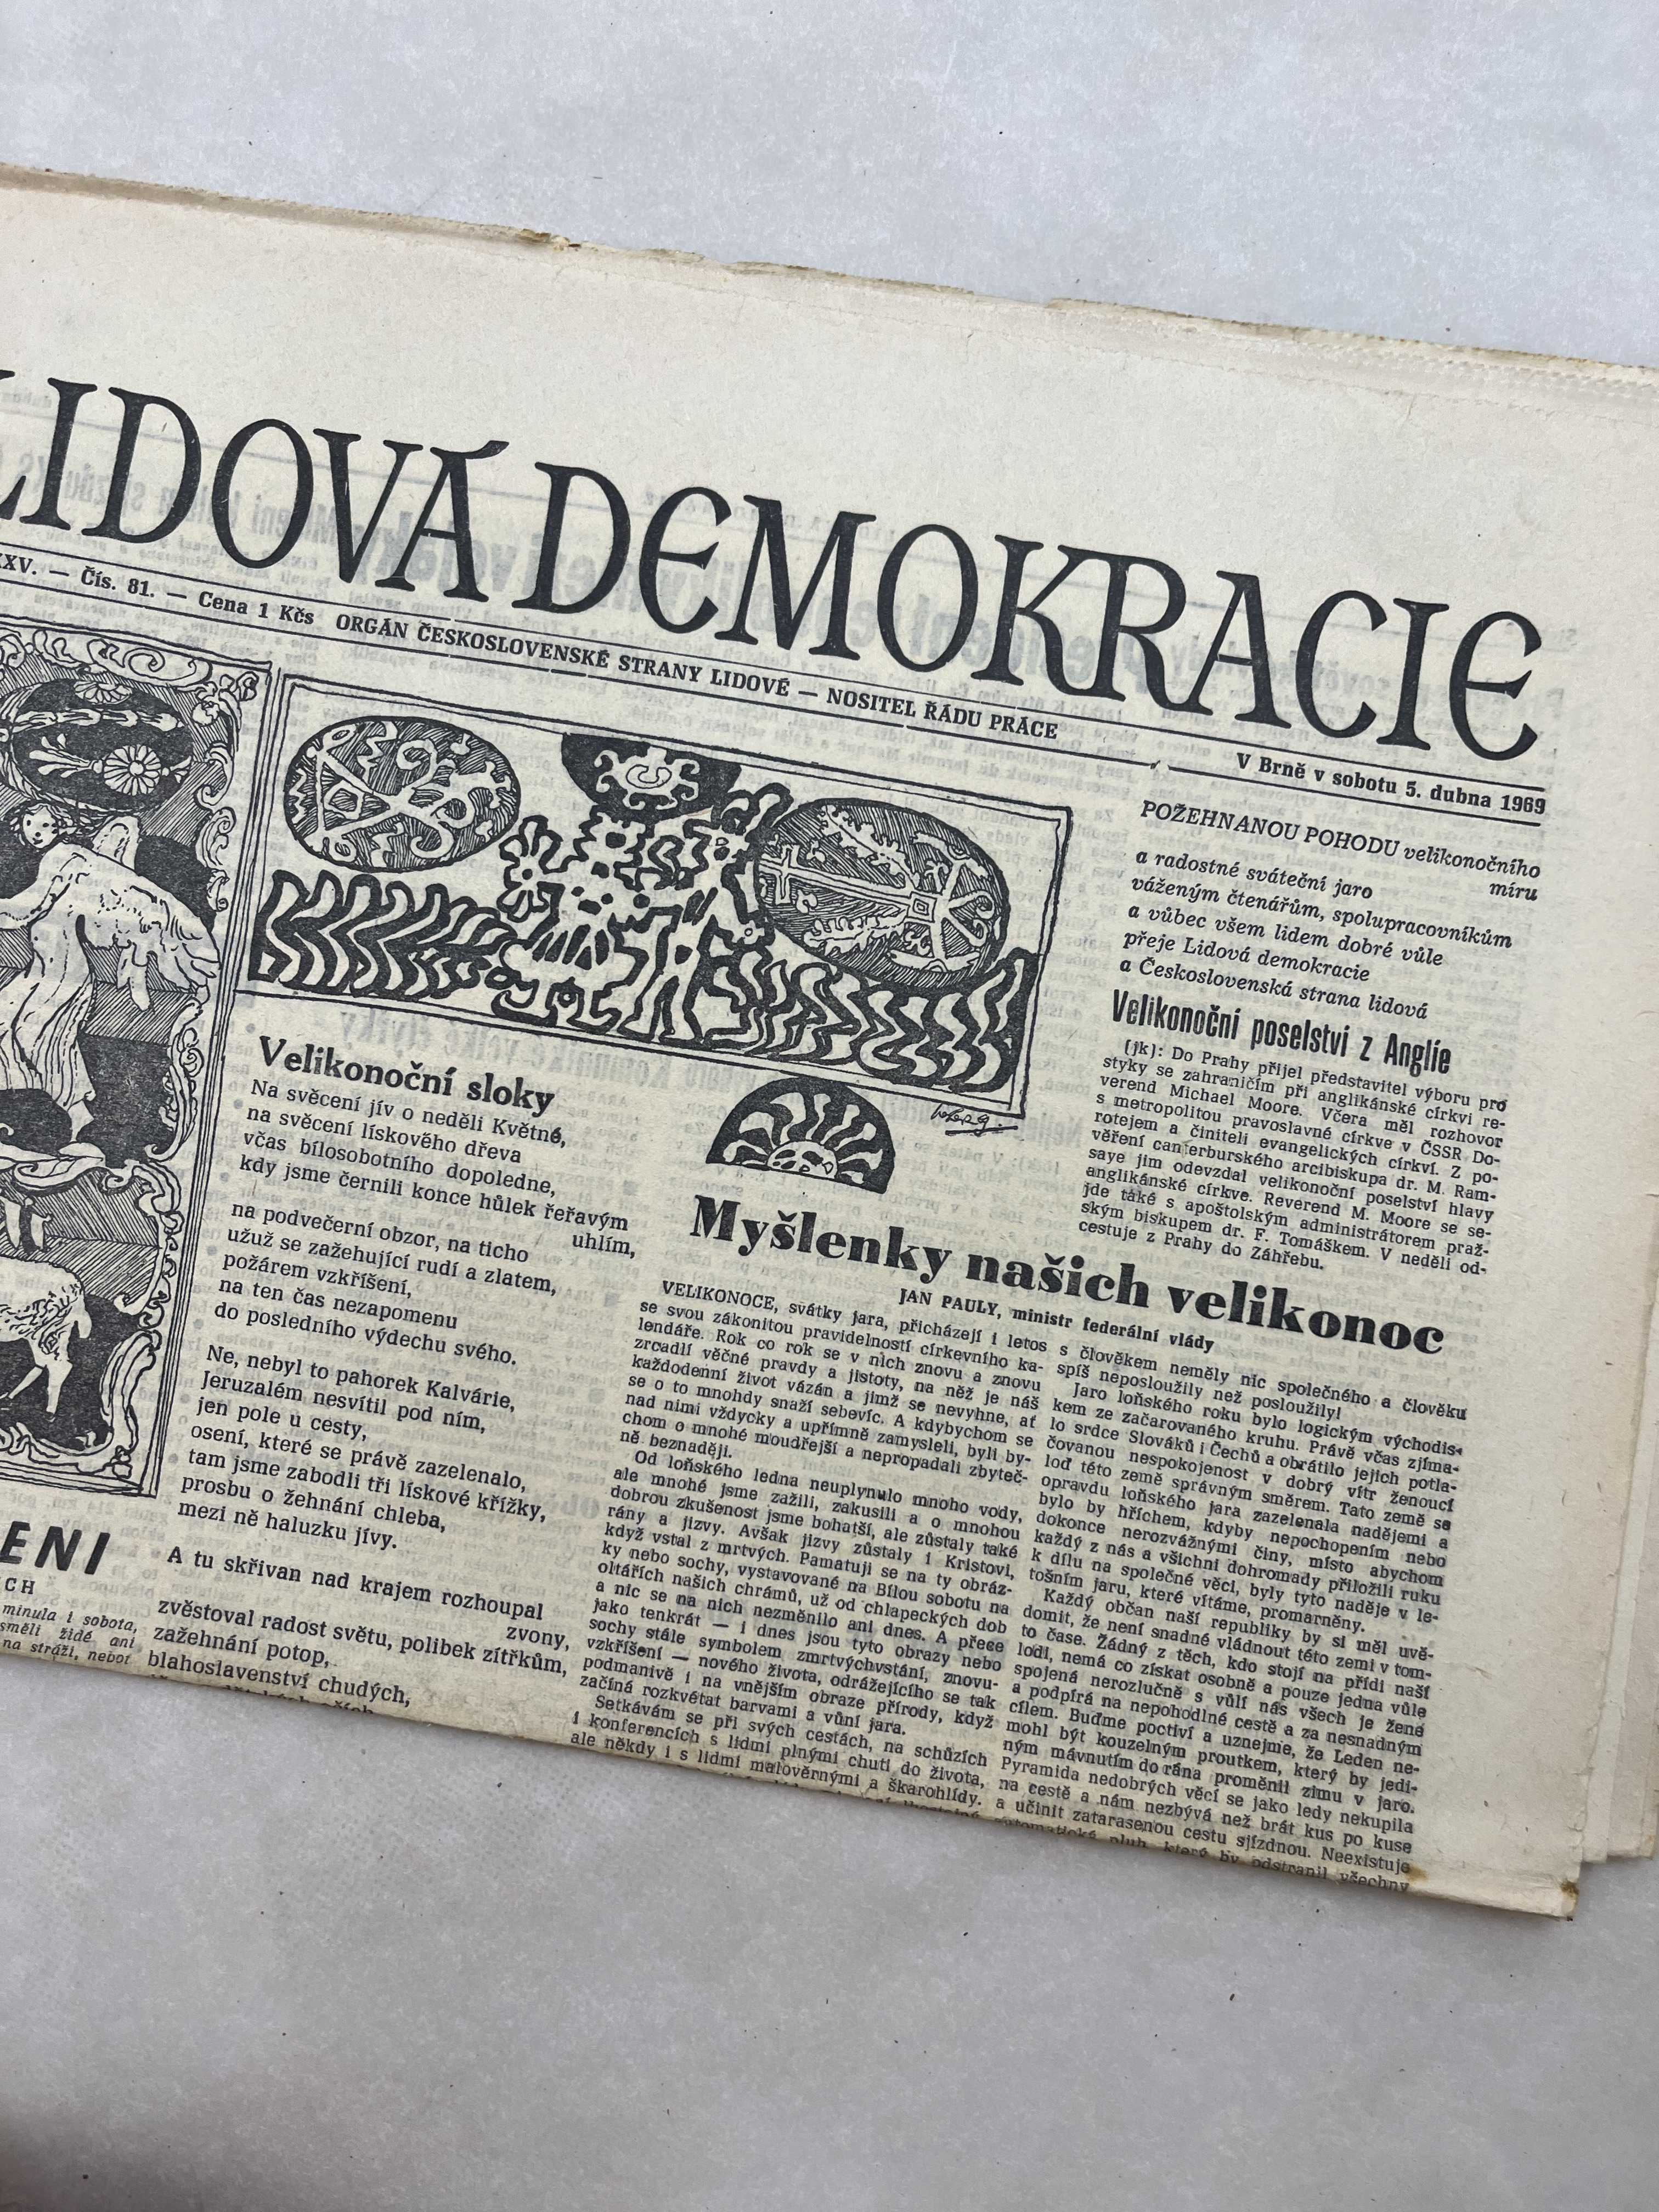 LIDOVÁ DEMOKRACIE
XXV. — Čís. 81. — Cena 1 Kčs ORGÁN ČESKOSLOVENSKÉ STRANY LIDOVÉ — NOSITEL ŘÁDU PRÁCE
V Brně v sobotu 5. dubna 1969
POŽEHNANOU POHODU velikonočního
míru
a radostné sváteční jaro
váženým čtenářům, spolupracovníkům
a vůbec všem lidem dobré vůle
přeje Lidová demokracie
a Československá strana lidová
Velikonoční poselství z Anglie
(jk): Do Prahy přijel představitel výboru pro
styky se zahraničím při anglikánské církvi re-
verend Michael Moore. Včera měl rozhovor
s metropolitou pravoslavné církve v ČSSR Do-
rotejem a činiteli evangelických církví. Z po-
věření canterburského arcibiskupa dr. M. Ram-
saye jim odevzdal velikonoční poselství hlavy
anglikánské církve. Reverend M. Moore se se-
jde také s apoštolským administrátorem praž-
ským biskupem dr. F. Tomáškem. V neděli od-
cestuje z Prahy do Záhřebu.
Velikonoční sloky
Na svěcení jív o neděli Květné,
na svěcení lískového dřeva
včas bílosobotního dopoledne,
kdy jsme černili konce hůlek řeřavým
uhlím,
na podvečerní obzor, na ticho
užuž se zažehující rudí a zlatem,
požárem vzkříšení,
na ten čas nezapomenu
do posledního výdechu svého.
Ne, nebyl to pahorek Kalvárie,
Jeruzalém nesvítil pod ním,
jen pole u cesty,
osení, které se právě zazelenalo,
tam jsme zabodli tři lískové křížky,
prosbu o žehnání chleba,
mezi ně haluzku jívy.
A tu skřivan nad krajem rozhoupal
zvony,
zvěstoval radost světu, polibek zítřkům,
zažehnání potop,
blahoslavenství chudých,
ENI
CH
minula i sobota,
směli židé ani
na stráži, neboť
Myšlenky našich velikonoc
JAN PAULY, ministr federální vlády
VELIKONOCE, svátky jara, přicházejí i letos
se svou zákonitou pravidelností církevního ka-
lendáře. Rok co rok se v nich znovu a znovu
zrcadlí věčné pravdy a jistoty, na něž je náš
každodenní život vázán a jimž se nevyhne, ať
se o to mnohdy snaží sebevíc. A kdybychom se
nad nimi vždycky a upřímně zamysleli, byli by-
chom o mnohé moudřejší a nepropadali zbyteč-
ně beznaději.
Od loňského ledna neuplynulo mnoho vody,
ale mnohé jsme zažili, zakusili a o mnohou
dobrou zkušenost jsme bohatší, ale zůstaly také
rány a jizvy. Avšak jizvy zůstaly i Kristovi,
když vstal z mrtvých. Pamatuji se na ty obráz-
ky nebo sochy, vystavované na Bílou sobotu na
oltářích našich chrámů, už od chlapeckých dob
a nic se na nich nezměnilo ani dnes. A přece
jako tenkrát — i dnes jsou tyto obrazy nebo
sochy stále symbolem zmrtvýchvstání, znovu-
vzkříšení — nového života, odrážejícího se tak
podmanivě i na vnějším obraze přírody, když
začíná rozkvétat barvami a vůní jara.
Setkávám se při svých cestách, na schůzích
i konferencích s lidmi plnými chuti do života,
ale někdy i s lidmi malověrnými a škarohlídy.
s člověkem neměly nic společného a člověku
spíš neposloužily než posloužily!
Jaro loňského roku bylo logickým východis-
kem ze začarovaného kruhu. Právě včas zjíma-
lo srdce Slováků i Čechů a obrátilo jejich potla-
čovanou nespokojenost v dobrý vítr ženoucí
loď této země správným směrem. Tato země se
opravdu loňského jara zazelenala nadějemi a
bylo by hříchem, kdyby nepochopením nebo
dokonce nerozvážnými činy, místo abychom
každý z nás a všichni dohromady přiložili ruku
k dílu na společné věci, byly tyto naděje v le-
tošním jaru, které vítáme, promarněny.
Každý občan naší republiky by si měl uvě-
domit, že není snadné vládnout této zemi v tom-
to čase. Žádný z těch, kdo stojí na přídi naší
lodi, nemá co získat osobně a pouze jedna vůle
spojená nerozlučně s vůlí nás všech je žene
a podpírá na nepohodlné cestě a za nesnadným
cílem. Buďme poctiví a uznejme, že Leden ne-
mohl být kouzelným proutkem, který by jedi-
ným mávnutím do rána proměnil zimu v jaro.
Pyramida nedobrých věcí se jako ledy nekupila
na cestě a nám nezbývá než brát kus po kuse
a učinit zatarasenou cestu sjízdnou. Neexistuje
automatická pluh, který by odstranil všechny